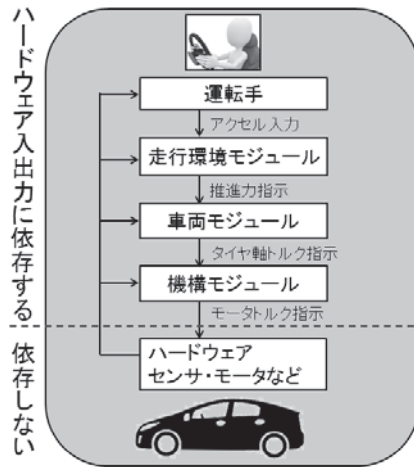 ハードウェア入出力に依存する
運転手
アクセル入力
走行環境モジュール
推進力指示
車両モジュール
タイヤ軸トルク指示
機構モジュール
モータトルク指示
依存しない
ハードウェア
センサ・モータなど